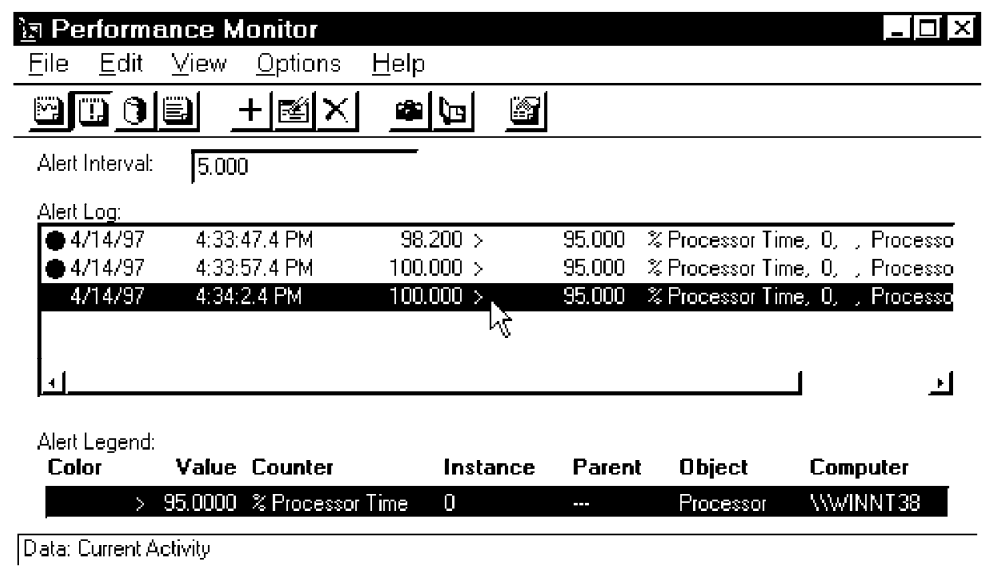 Performance Monitor
File Edit View Options Help
Alert Interval: 5.000
Alert Log:
4/14/97 4:33:47.4 PM 98.200 > 95.000 % Processor Time, 0, , Processo
4/14/97 4:33:57.4 PM 100.000 > 95.000 % Processor Time, 0, , Processo
4/14/97 4:34:2.4 PM 100.000 > 95.000 % Processor Time, 0, , Processo
Alert Legend:
Color Value Counter Instance Parent Object Computer
> 95.0000 % Processor Time 0 --- Processor \\WINNT38
Data: Current Activity